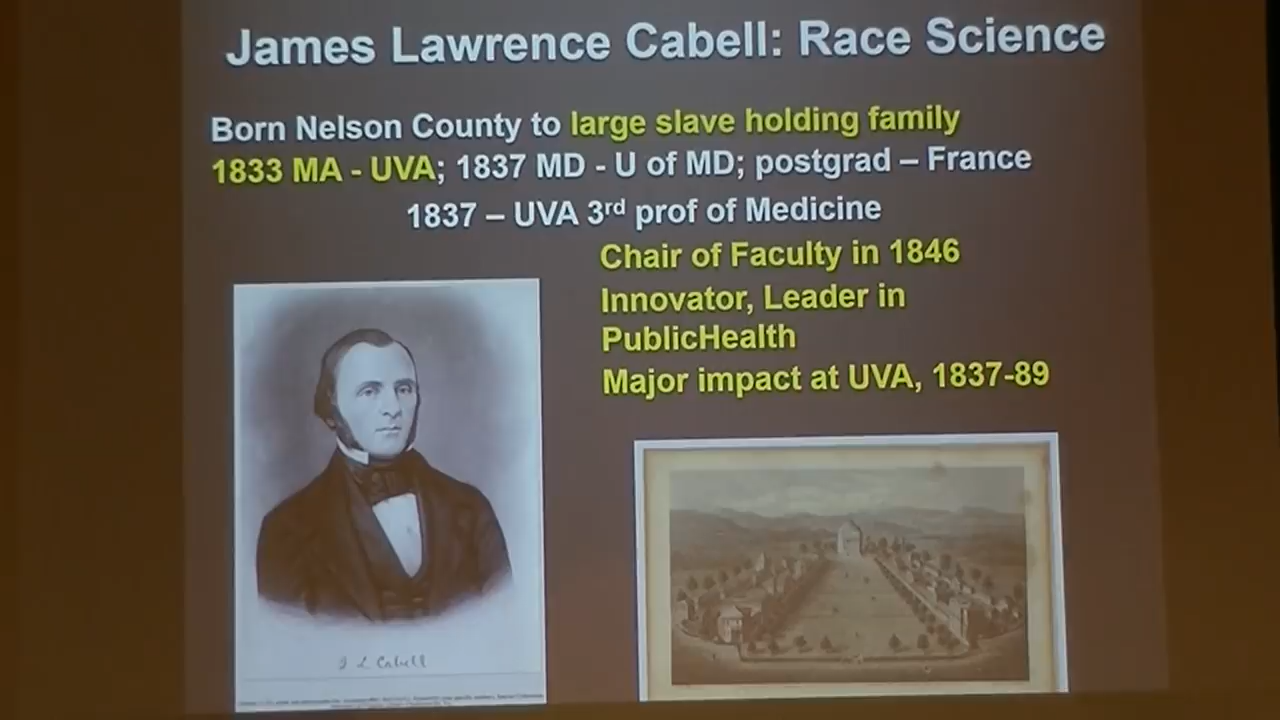 James Lawrence Cabell: Race Science
Born Nelson County to large slave holding family
1833 MA - UVA; 1837 MD - U of MD; postgrad – France
1837 – UVA 3rd prof of Medicine
Chair of Faculty in 1846
Innovator, Leader in
PublicHealth
Major impact at UVA, 1837-89
J L Cabell